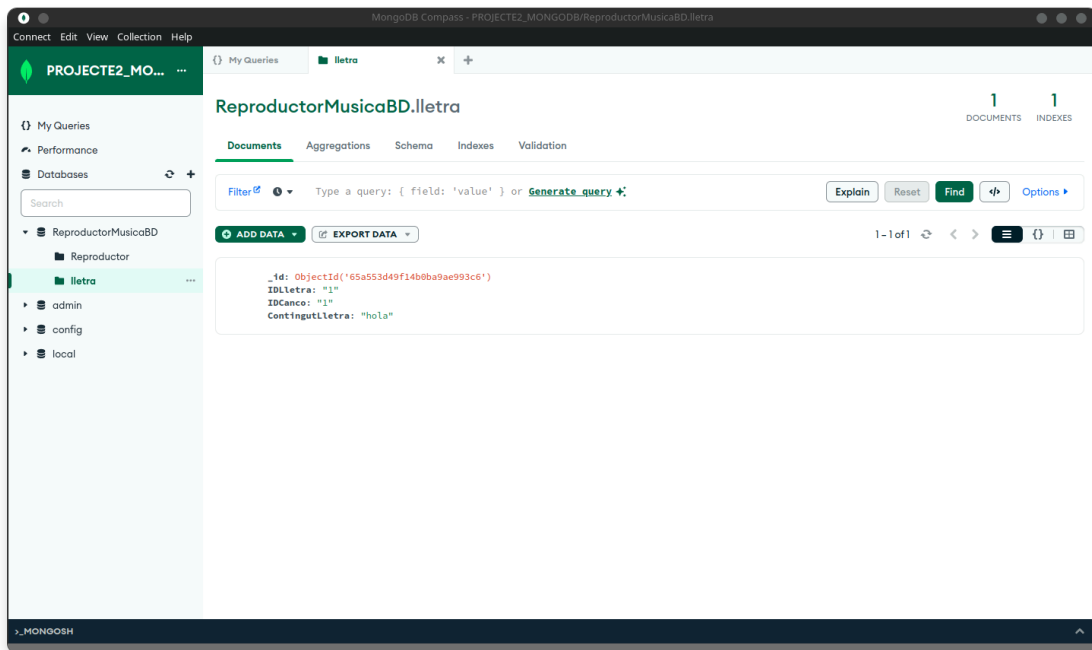 MongoDB Compass - PROJECTE2_MONGODB/ReproductorMusicaBD.lletra
Connect Edit View Collection Help
PROJECTE2_MO... ...
{} My Queries
Performance
Databases
Search
ReproductorMusicaBD
Reproductor
lletra ...
admin
config
local
{} My Queries lletra
ReproductorMusicaBD.lletra
1 DOCUMENTS 1 INDEXES
Documents Aggregations Schema Indexes Validation
Filter Type a query: { field: 'value' } or Generate query Explain Reset Find </> Options
ADD DATA EXPORT DATA 1 – 1 of 1 {}
_id: ObjectId('65a553d49f14b0ba9ae993c6')
IDLletra: "1"
IDCanco: "1"
ContingutLletra: "hola"
>_MONGOSH